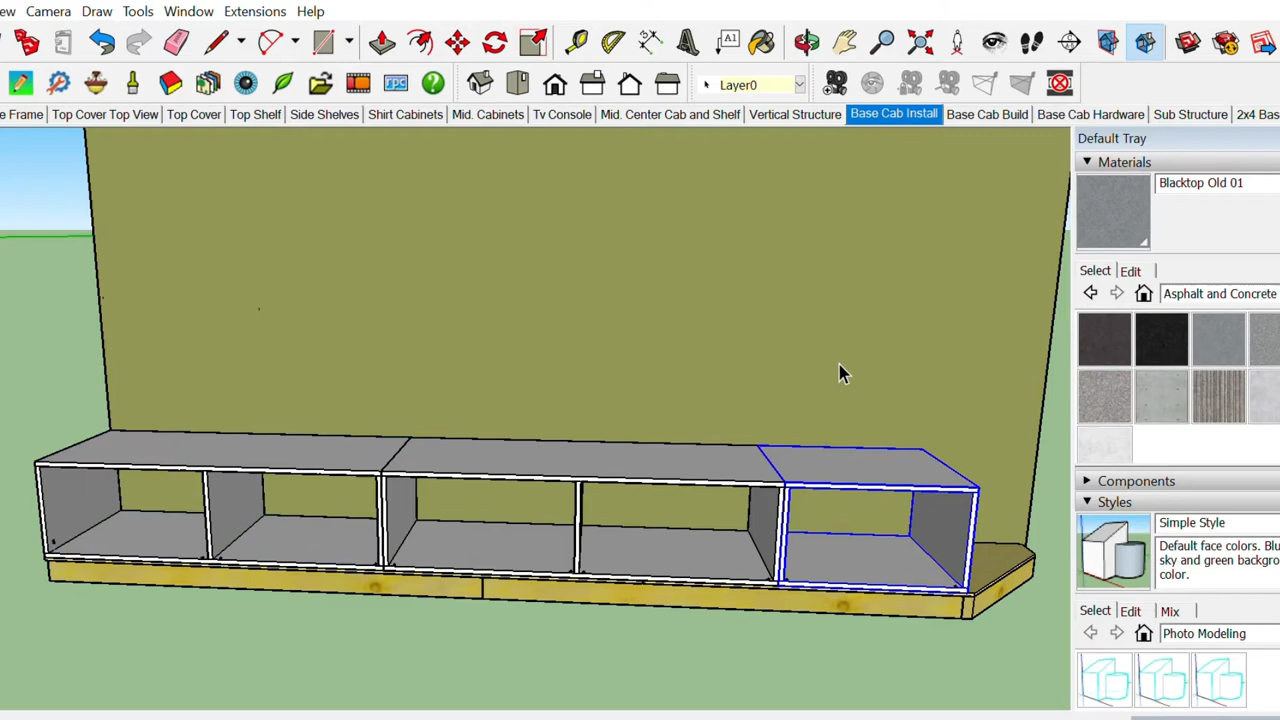 ew Camera Draw Tools Window Extensions Help
A1
rpc ? Layer0
e Frame Top Cover Top View Top Cover Top Shelf Side Shelves Shirt Cabinets Mid. Cabinets Tv Console Mid. Center Cab and Shelf Vertical Structure Base Cab Install Base Cab Build Base Cab Hardware Sub Structure 2x4 Bas
Default Tray
Materials
Blacktop Old 01
Select Edit
Asphalt and Concrete
Components
Styles
Simple Style
Default face colors. Blu
sky and green backgro
color.
Select Edit Mix
Photo Modeling